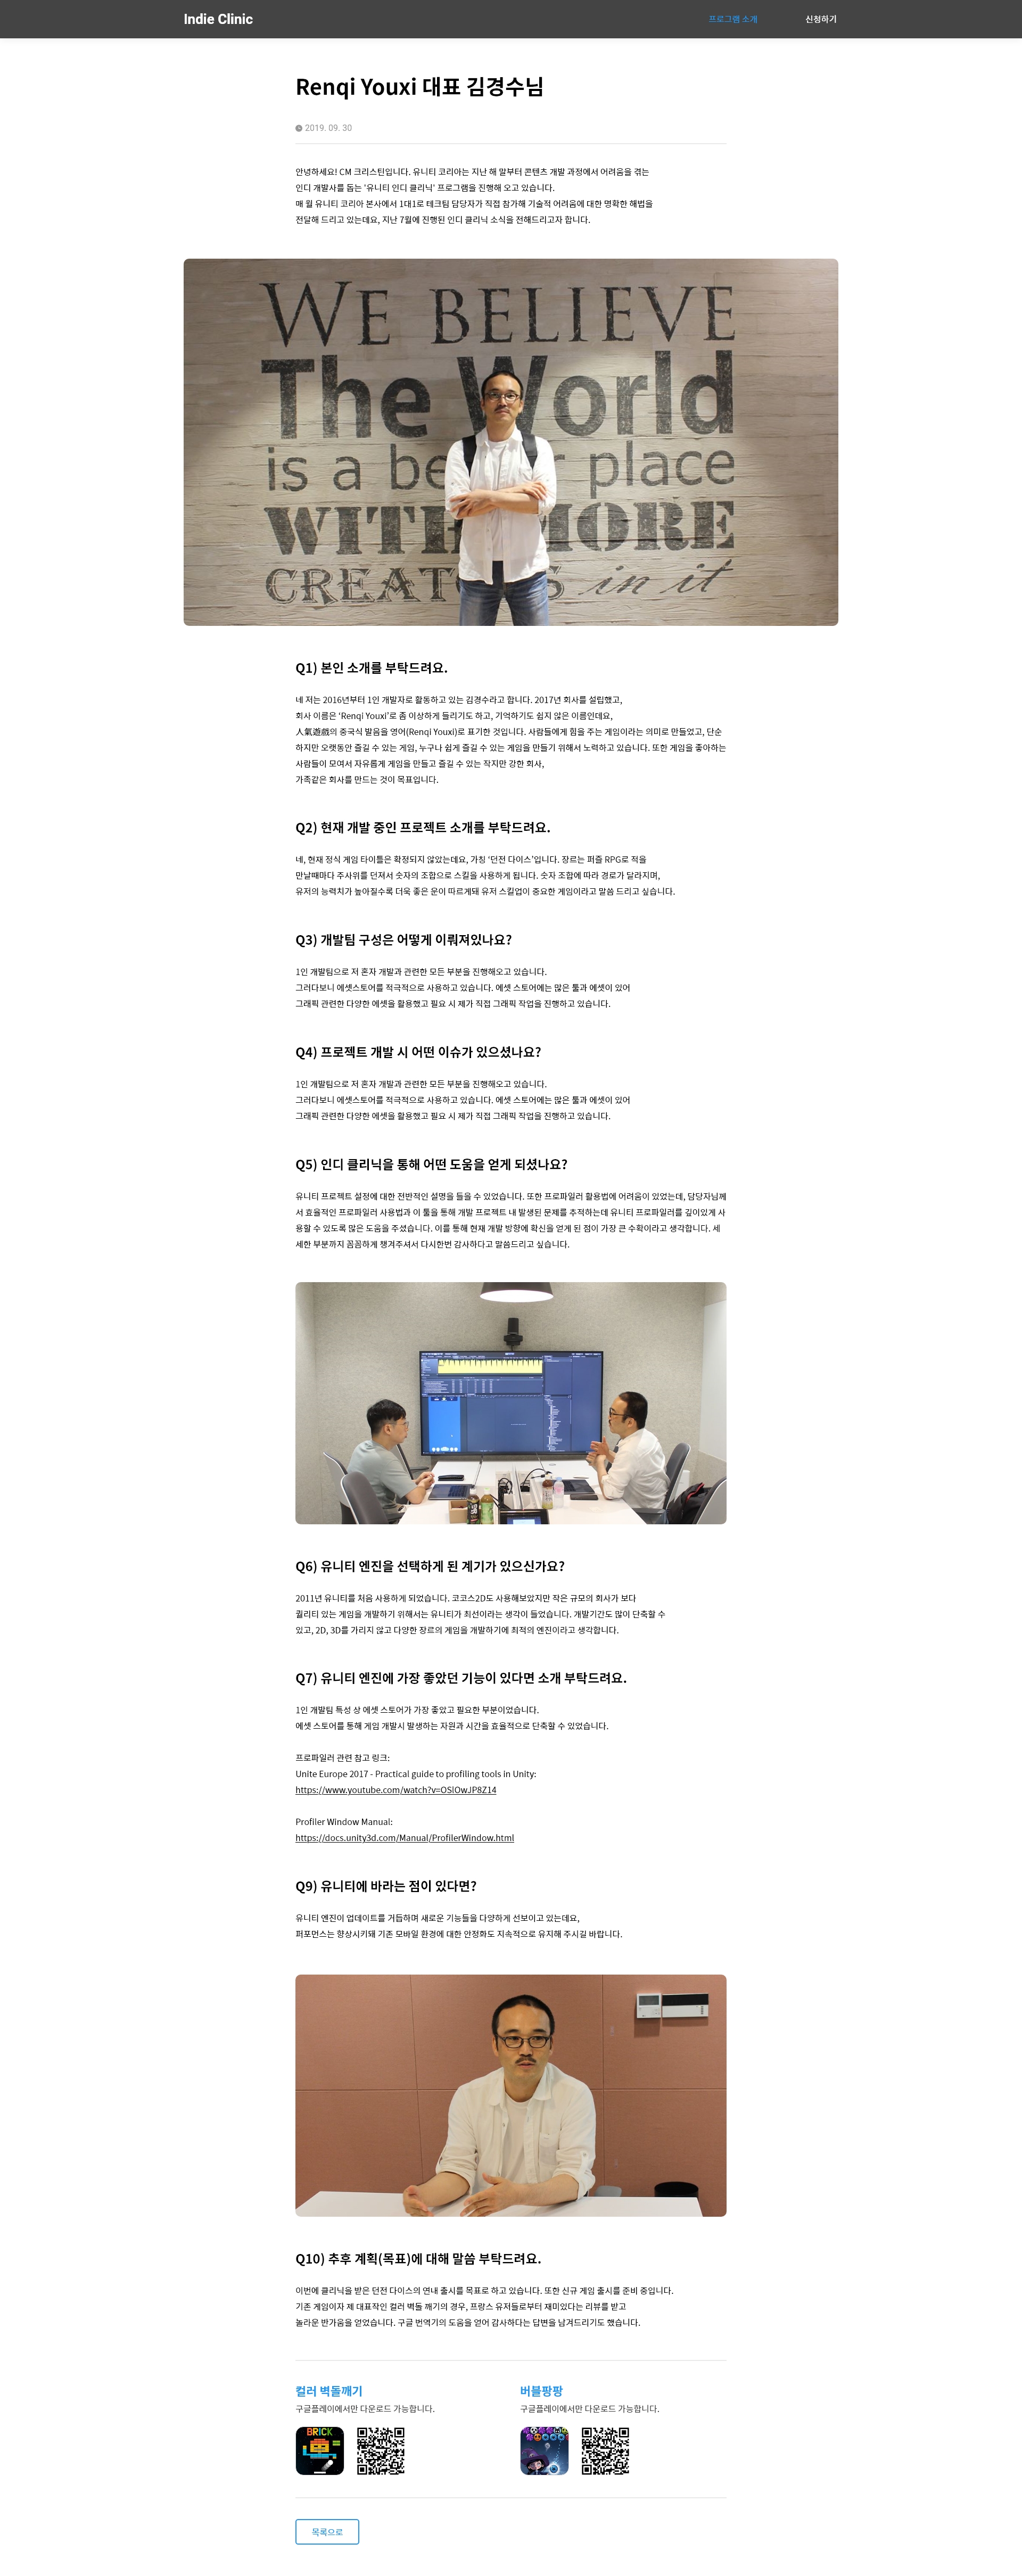 Indie Clinic
프로그램 소개
신청하기
Renqi Youxi 대표 김경수님
2019. 09. 30
안녕하세요! CM 크리스틴입니다. 유니티 코리아는 지난 해 말부터 콘텐츠 개발 과정에서 어려움을 겪는
인디 개발사를 돕는 '유니티 인디 클리닉' 프로그램을 진행해 오고 있습니다.
매 월 유니티 코리아 본사에서 1대1로 테크팀 담당자가 직접 참가해 기술적 어려움에 대한 명확한 해법을
전달해 드리고 있는데요, 지난 7월에 진행된 인디 클리닉 소식을 전해드리고자 합니다.
WE BELIEVE
The World
is a be r place
WITH MORE
CREAT S in it
Q1) 본인 소개를 부탁드려요.
네 저는 2016년부터 1인 개발자로 활동하고 있는 김경수라고 합니다. 2017년 회사를 설립했고,
회사 이름은 ‘Renqi Youxi’로 좀 이상하게 들리기도 하고, 기억하기도 쉽지 않은 이름인데요,
人氣遊戲의 중국식 발음을 영어(Renqi Youxi)로 표기한 것입니다. 사람들에게 힘을 주는 게임이라는 의미로 만들었고, 단순
하지만 오랫동안 즐길 수 있는 게임, 누구나 쉽게 즐길 수 있는 게임을 만들기 위해서 노력하고 있습니다. 또한 게임을 좋아하는
사람들이 모여서 자유롭게 게임을 만들고 즐길 수 있는 작지만 강한 회사,
가족같은 회사를 만드는 것이 목표입니다.
Q2) 현재 개발 중인 프로젝트 소개를 부탁드려요.
네, 현재 정식 게임 타이틀은 확정되지 않았는데요, 가칭 ‘던전 다이스’입니다. 장르는 퍼즐 RPG로 적을
만날때마다 주사위를 던져서 숫자의 조합으로 스킬을 사용하게 됩니다. 숫자 조합에 따라 경로가 달라지며,
유저의 능력치가 높아질수록 더욱 좋은 운이 따르게돼 유저 스킬업이 중요한 게임이라고 말씀 드리고 싶습니다.
Q3) 개발팀 구성은 어떻게 이뤄져있나요?
1인 개발팀으로 저 혼자 개발과 관련한 모든 부분을 진행해오고 있습니다.
그러다보니 에셋스토어를 적극적으로 사용하고 있습니다. 에셋 스토어에는 많은 툴과 에셋이 있어
그래픽 관련한 다양한 에셋을 활용했고 필요 시 제가 직접 그래픽 작업을 진행하고 있습니다.
Q4) 프로젝트 개발 시 어떤 이슈가 있으셨나요?
1인 개발팀으로 저 혼자 개발과 관련한 모든 부분을 진행해오고 있습니다.
그러다보니 에셋스토어를 적극적으로 사용하고 있습니다. 에셋 스토어에는 많은 툴과 에셋이 있어
그래픽 관련한 다양한 에셋을 활용했고 필요 시 제가 직접 그래픽 작업을 진행하고 있습니다.
Q5) 인디 클리닉을 통해 어떤 도움을 얻게 되셨나요?
유니티 프로젝트 설정에 대한 전반적인 설명을 들을 수 있었습니다. 또한 프로파일러 활용법에 어려움이 있었는데, 담당자님께
서 효율적인 프로파일러 사용법과 이 툴을 통해 개발 프로젝트 내 발생된 문제를 추적하는데 유니티 프로파일러를 깊이있게 사
용할 수 있도록 많은 도움을 주셨습니다. 이를 통해 현재 개발 방향에 확신을 얻게 된 점이 가장 큰 수확이라고 생각합니다. 세
세한 부분까지 꼼꼼하게 챙겨주셔서 다시한번 감사하다고 말씀드리고 싶습니다.
Q6) 유니티 엔진을 선택하게 된 계기가 있으신가요?
2011년 유니티를 처음 사용하게 되었습니다. 코코스2D도 사용해보았지만 작은 규모의 회사가 보다
퀄리티 있는 게임을 개발하기 위해서는 유니티가 최선이라는 생각이 들었습니다. 개발기간도 많이 단축할 수
있고, 2D, 3D를 가리지 않고 다양한 장르의 게임을 개발하기에 최적의 엔진이라고 생각합니다.
Q7) 유니티 엔진에 가장 좋았던 기능이 있다면 소개 부탁드려요.
1인 개발팀 특성 상 에셋 스토어가 가장 좋았고 필요한 부분이었습니다.
에셋 스토어를 통해 게임 개발시 발생하는 자원과 시간을 효율적으로 단축할 수 있었습니다.
프로파일러 관련 참고 링크:
Unite Europe 2017 - Practical guide to profiling tools in Unity:
https://www.youtube.com/watch?v=OSlOwJP8Z14
Profiler Window Manual:
https://docs.unity3d.com/Manual/ProfilerWindow.html
Q9) 유니티에 바라는 점이 있다면?
유니티 엔진이 업데이트를 거듭하며 새로운 기능들을 다양하게 선보이고 있는데요,
퍼포먼스는 향상시키돼 기존 모바일 환경에 대한 안정화도 지속적으로 유지해 주시길 바랍니다.
Q10) 추후 계획(목표)에 대해 말씀 부탁드려요.
이번에 클리닉을 받은 던전 다이스의 연내 출시를 목표로 하고 있습니다. 또한 신규 게임 출시를 준비 중입니다.
기존 게임이자 제 대표작인 컬러 벽돌 깨기의 경우, 프랑스 유저들로부터 재미있다는 리뷰를 받고
놀라운 반가움을 얻었습니다. 구글 번역기의 도움을 얻어 감사하다는 답변을 남겨드리기도 했습니다.
컬러 벽돌깨기
구글플레이에서만 다운로드 가능합니다.
BRICK
버블팡팡
구글플레이에서만 다운로드 가능합니다.
목록으로